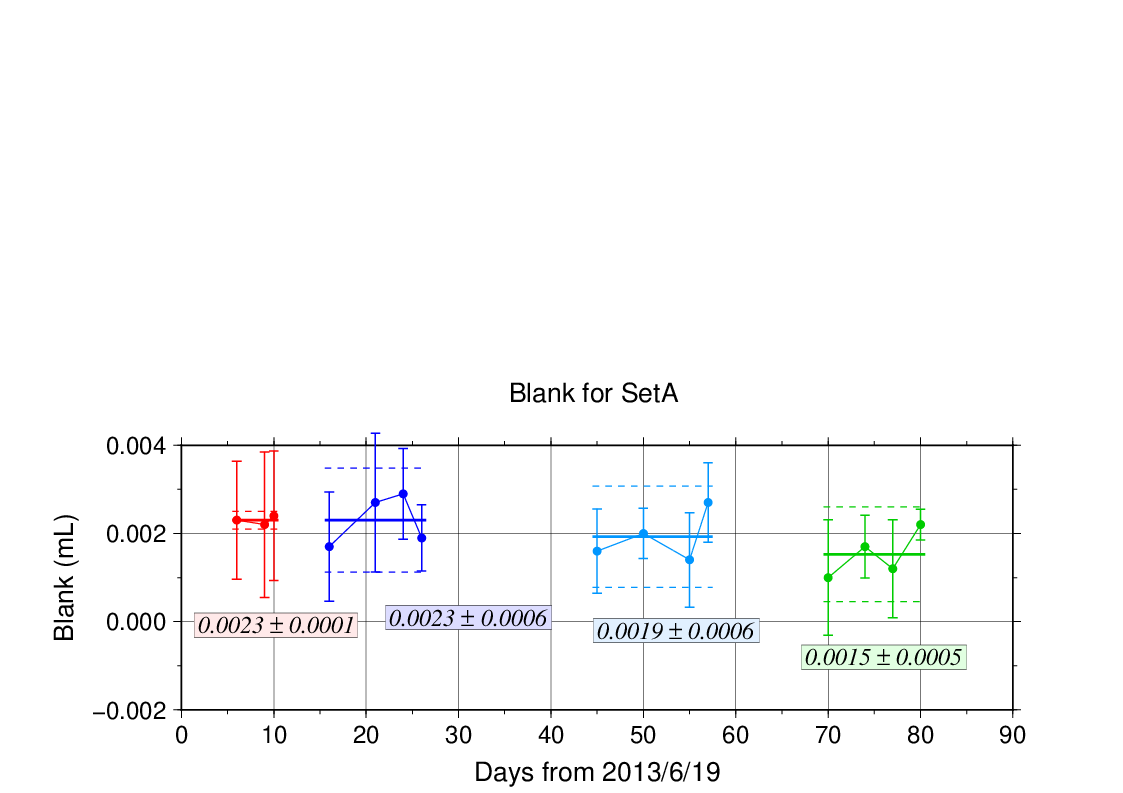 Blank for SetA
Blank (mL)
0.004
0.002
0.000
−0.002
0.0023 ± 0.0001
0.0023 ± 0.0006
0.0019 ± 0.0006
0.0015 ± 0.0005
0 10 20 30 40 50 60 70 80 90
Days from 2013/6/19